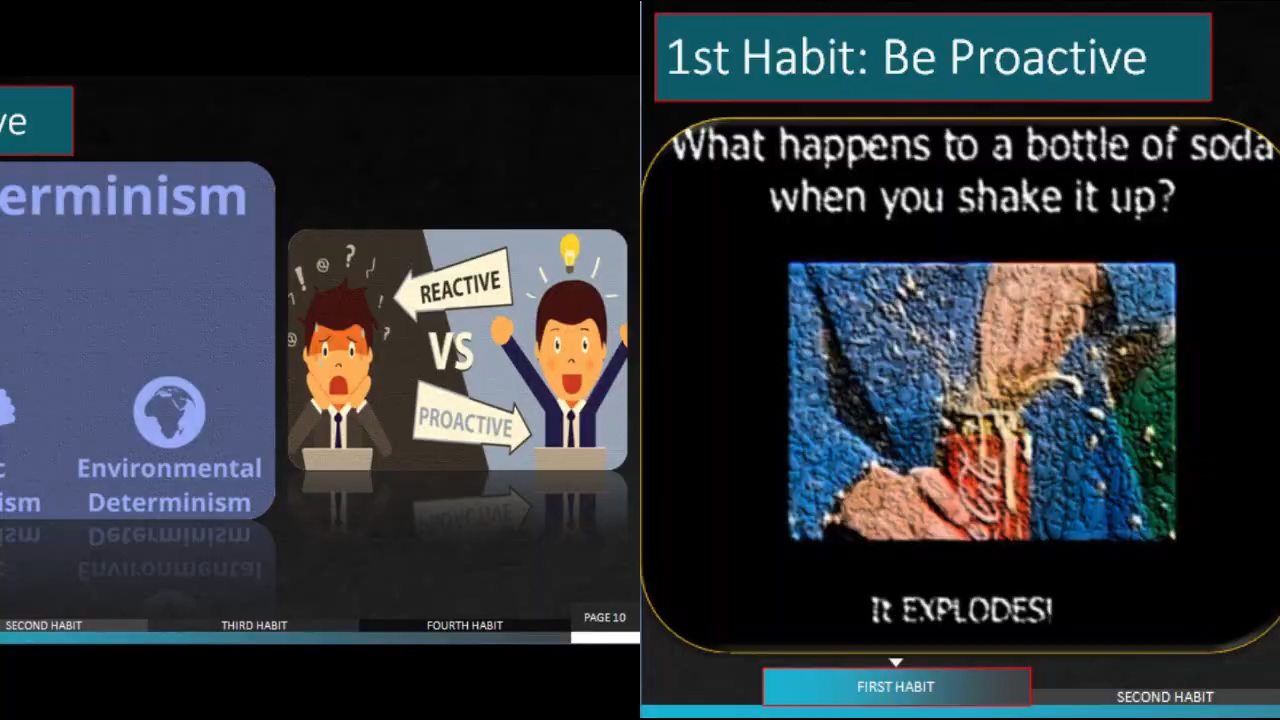 ve
erminism
c
ism
Environmental
Determinism
REACTIVE
VS
PROACTIVE
SECOND HABIT
THIRD HABIT
FOURTH HABIT
PAGE 10
1st Habit: Be Proactive
What happens to a bottle of soda
when you shake it up?
It EXPLODES!
FIRST HABIT
SECOND HABIT